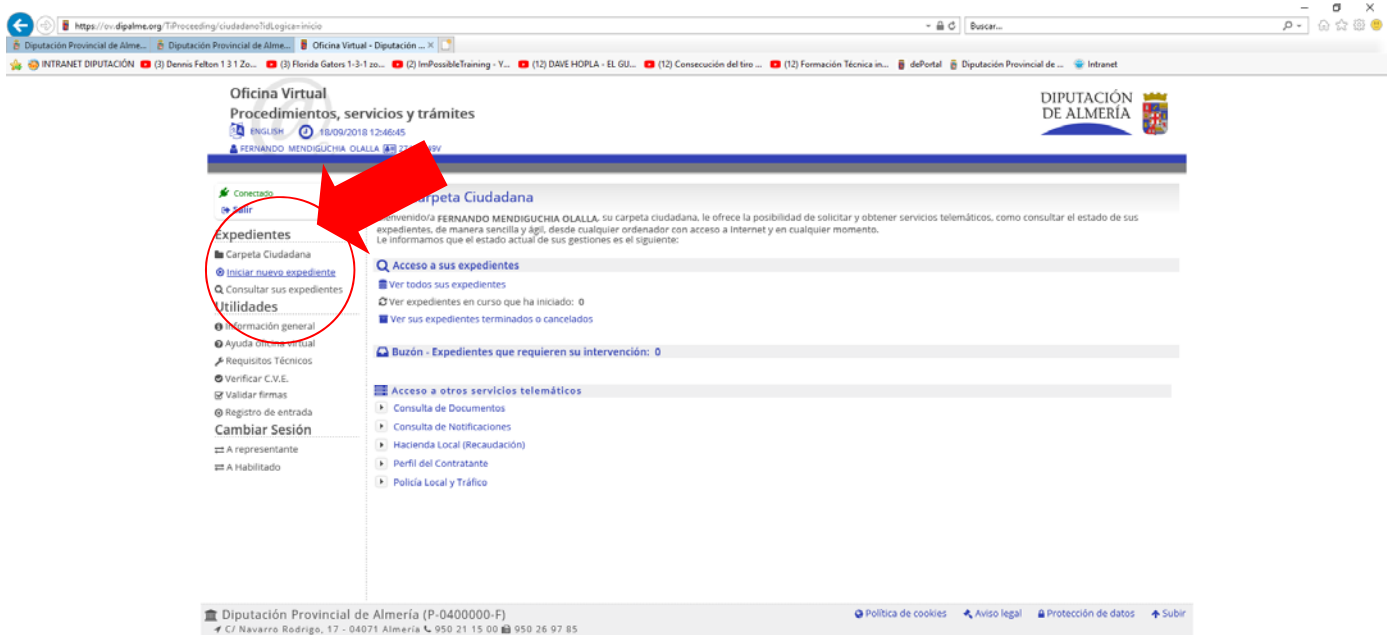 https://ov.dipalme.org/TiProceeding/ciudadano?idLogica=inicio
Buscar...
Diputación Provincial de Alme...
Diputación Provincial de Alme...
Oficina Virtual - Diputación ...
INTRANET DIPUTACIÓN
(3) Dennis Felton 1 3 1 Zo...
(3) Florida Gators 1-3-1 zo...
(2) ImPossibleTraining - Y...
(12) DAVE HOPLA - EL GU...
(12) Consecución del tiro ...
(12) Formación Técnica in...
dePortal
Diputación Provincial de ...
Intranet
Oficina Virtual
Procedimientos, servicios y trámites
ENGLISH 18/09/2018 12:46:45
FERNANDO MENDIGUCHIA OLALLA
DIPUTACIÓN
DE ALMERÍA
Conectado
Salir
Expedientes
Carpeta Ciudadana
Iniciar nuevo expediente
Consultar sus expedientes
Utilidades
Información general
Ayuda oficina virtual
Requisitos Técnicos
Verificar C.V.E.
Validar firmas
Registro de entrada
Cambiar Sesión
A representante
A Habilitado
Carpeta Ciudadana
Bienvenido/a FERNANDO MENDIGUCHIA OLALLA, su carpeta ciudadana, le ofrece la posibilidad de solicitar y obtener servicios telemáticos, como consultar el estado de sus
expedientes, de manera sencilla y ágil, desde cualquier ordenador con acceso a Internet y en cualquier momento.
Le informamos que el estado actual de sus gestiones es el siguiente:
Acceso a sus expedientes
Ver todos sus expedientes
Ver expedientes en curso que ha iniciado: 0
Ver sus expedientes terminados o cancelados
Buzón - Expedientes que requieren su intervención: 0
Acceso a otros servicios telemáticos
Consulta de Documentos
Consulta de Notificaciones
Hacienda Local (Recaudación)
Perfil del Contratante
Policía Local y Tráfico
Diputación Provincial de Almería (P-0400000-F)
C/ Navarro Rodrigo, 17 - 04071 Almería 950 21 15 00 950 26 97 85
Política de cookies
Aviso legal
Protección de datos
Subir